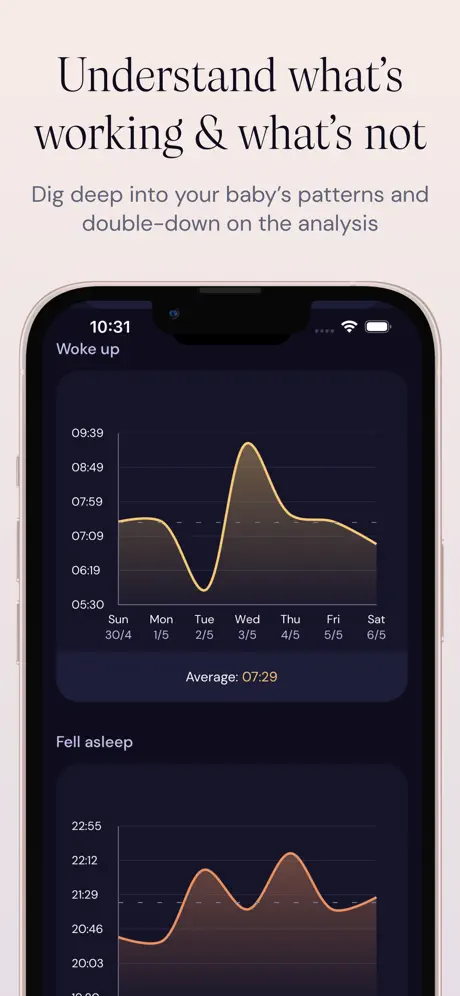 Understand what's
working & what's not
Dig deep into your baby's patterns and
double-down on the analysis
10:31
Woke up
09:39
08:49
07:59
07:09
06:19
05:30
Sun Mon Tue Wed Thu Fri Sat
30/4 1/5 2/5 3/5 4/5 5/5 6/5
Average: 07:29
Fell asleep
22:55
22:12
21:29
20:46
20:03